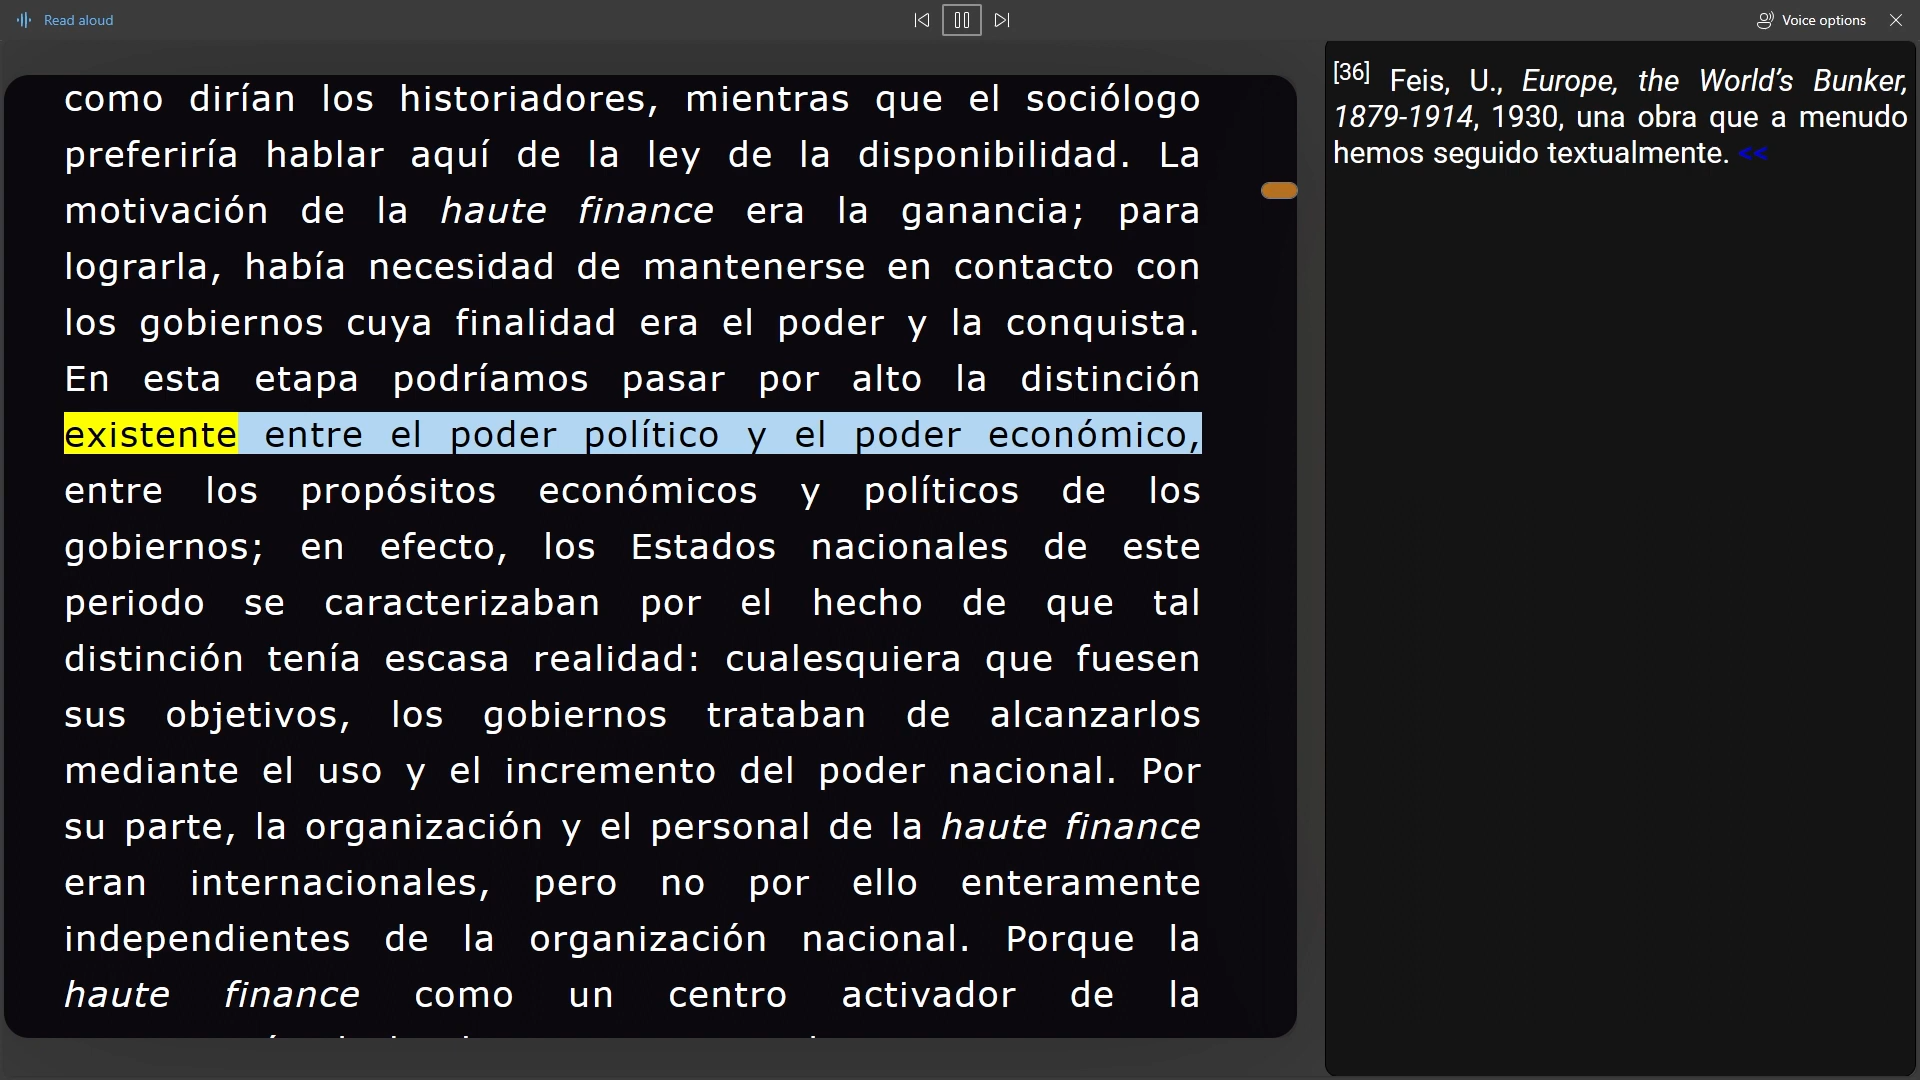 Read aloud
Voice options
como dirían los historiadores, mientras que el sociólogo
preferiría hablar aquí de la ley de la disponibilidad. La
motivación de la haute finance era la ganancia; para
lograrla, había necesidad de mantenerse en contacto con
los gobiernos cuya finalidad era el poder y la conquista.
En esta etapa podríamos pasar por alto la distinción
existente entre el poder político y el poder económico,
entre los propósitos económicos y políticos de los
gobiernos; en efecto, los Estados nacionales de este
periodo se caracterizaban por el hecho de que tal
distinción tenía escasa realidad: cualesquiera que fuesen
sus objetivos, los gobiernos trataban de alcanzarlos
mediante el uso y el incremento del poder nacional. Por
su parte, la organización y el personal de la haute finance
eran internacionales, pero no por ello enteramente
independientes de la organización nacional. Porque la
haute finance como un centro activador de la
[36] Feis, U., Europe, the World’s Bunker,
1879-1914, 1930, una obra que a menudo
hemos seguido textualmente. <<